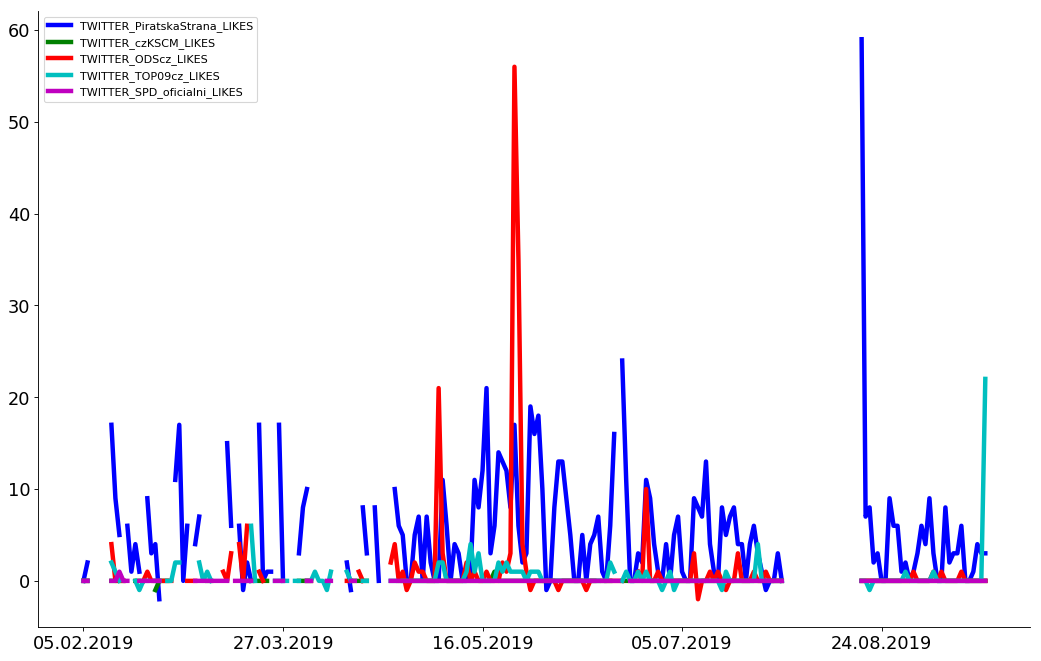 TWITTER_PiratskaStrana_LIKES
TWITTER_czKSCM_LIKES
TWITTER_ODScz_LIKES
TWITTER_TOP09cz_LIKES
TWITTER_SPD_oficialni_LIKES
60
50
40
30
20
10
0
05.02.2019 27.03.2019 16.05.2019 05.07.2019 24.08.2019